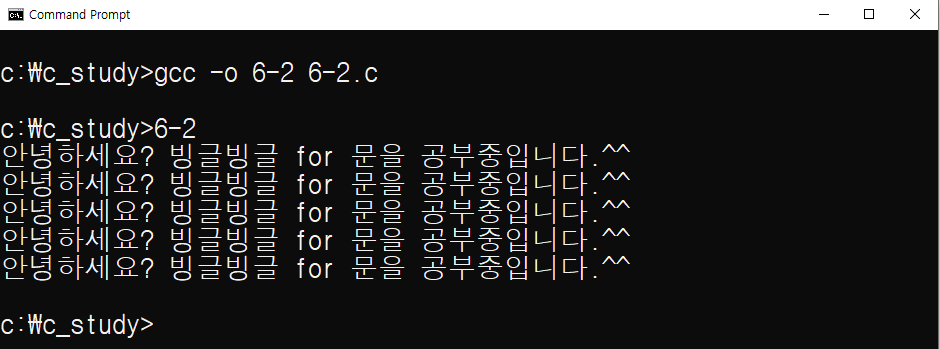 Command Prompt
c:₩c_study>gcc -o 6-2 6-2.c
c:₩c_study>6-2
안녕하세요? 빙글빙글 for 문을 공부중입니다.^^
안녕하세요? 빙글빙글 for 문을 공부중입니다.^^
안녕하세요? 빙글빙글 for 문을 공부중입니다.^^
안녕하세요? 빙글빙글 for 문을 공부중입니다.^^
안녕하세요? 빙글빙글 for 문을 공부중입니다.^^
c:₩c_study>